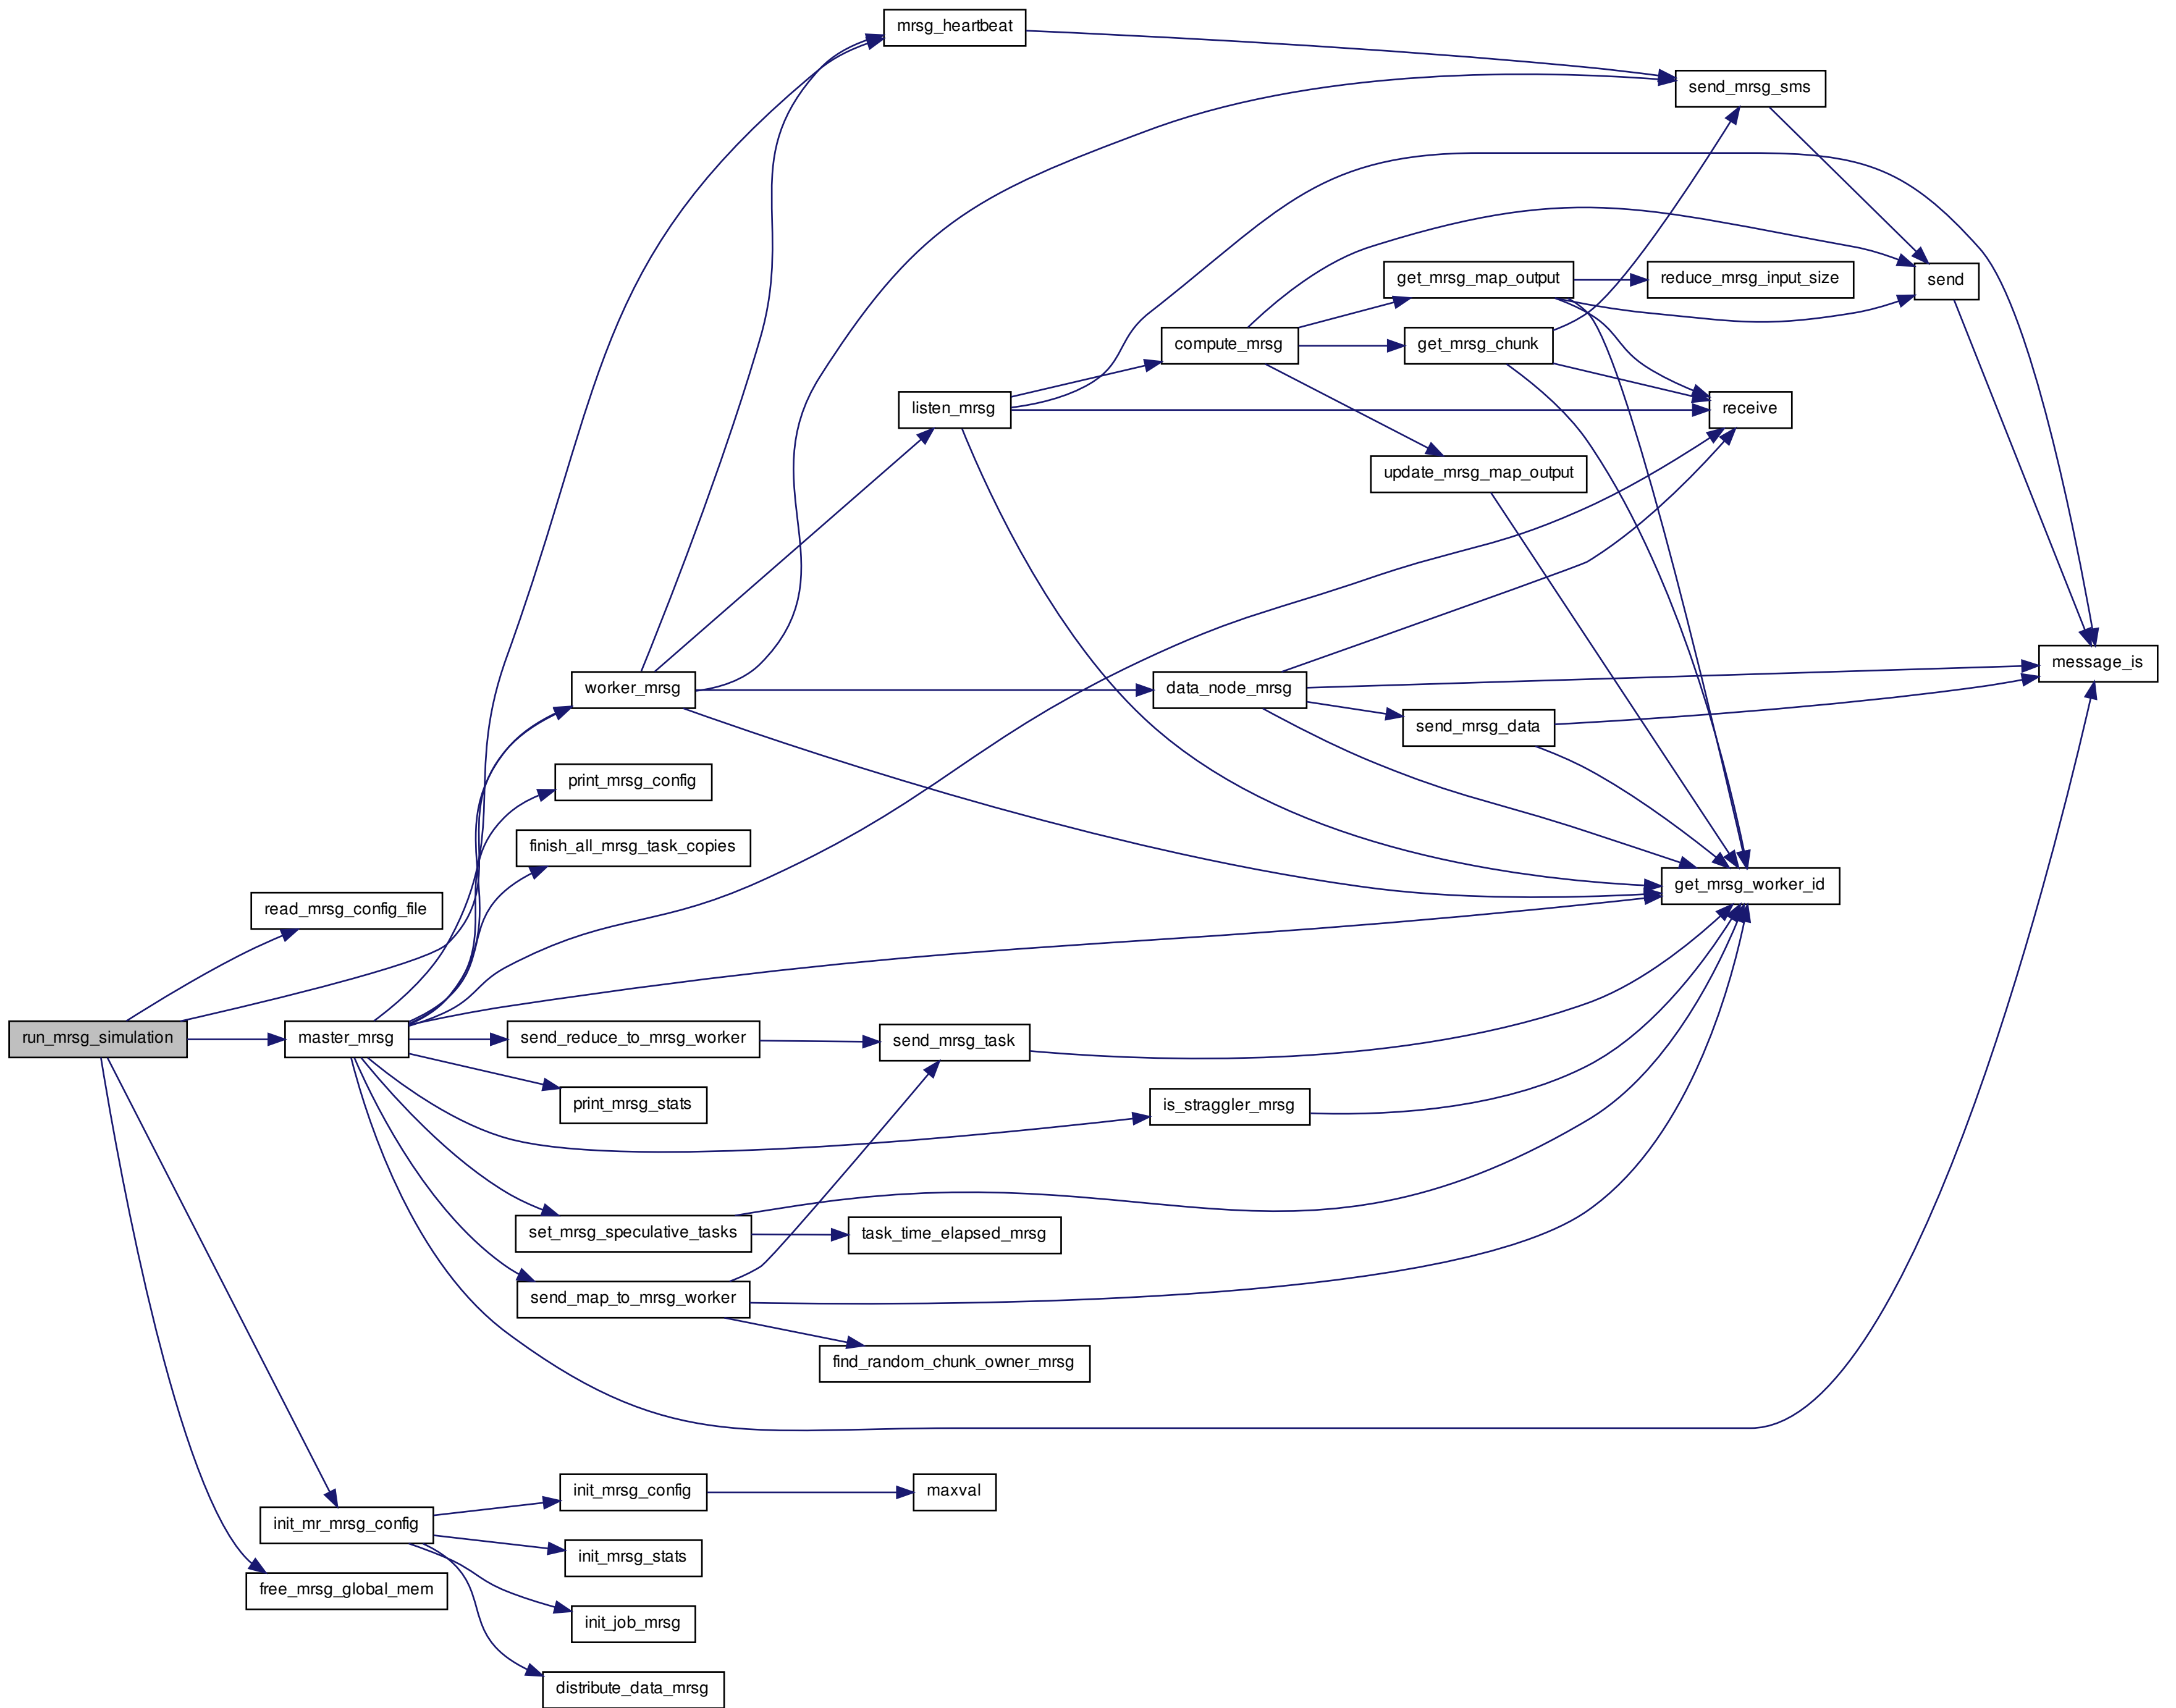 mrsg_heartbeat
send_mrsg_sms
get_mrsg_map_output
reduce_mrsg_input_size
send
compute_mrsg
get_mrsg_chunk
listen_mrsg
receive
update_mrsg_map_output
worker_mrsg
data_node_mrsg
message_is
send_mrsg_data
print_mrsg_config
finish_all_mrsg_task_copies
get_mrsg_worker_id
read_mrsg_config_file
run_mrsg_simulation
master_mrsg
send_reduce_to_mrsg_worker
send_mrsg_task
print_mrsg_stats
is_straggler_mrsg
set_mrsg_speculative_tasks
task_time_elapsed_mrsg
send_map_to_mrsg_worker
find_random_chunk_owner_mrsg
init_mrsg_config
maxval
init_mr_mrsg_config
init_mrsg_stats
free_mrsg_global_mem
init_job_mrsg
distribute_data_mrsg